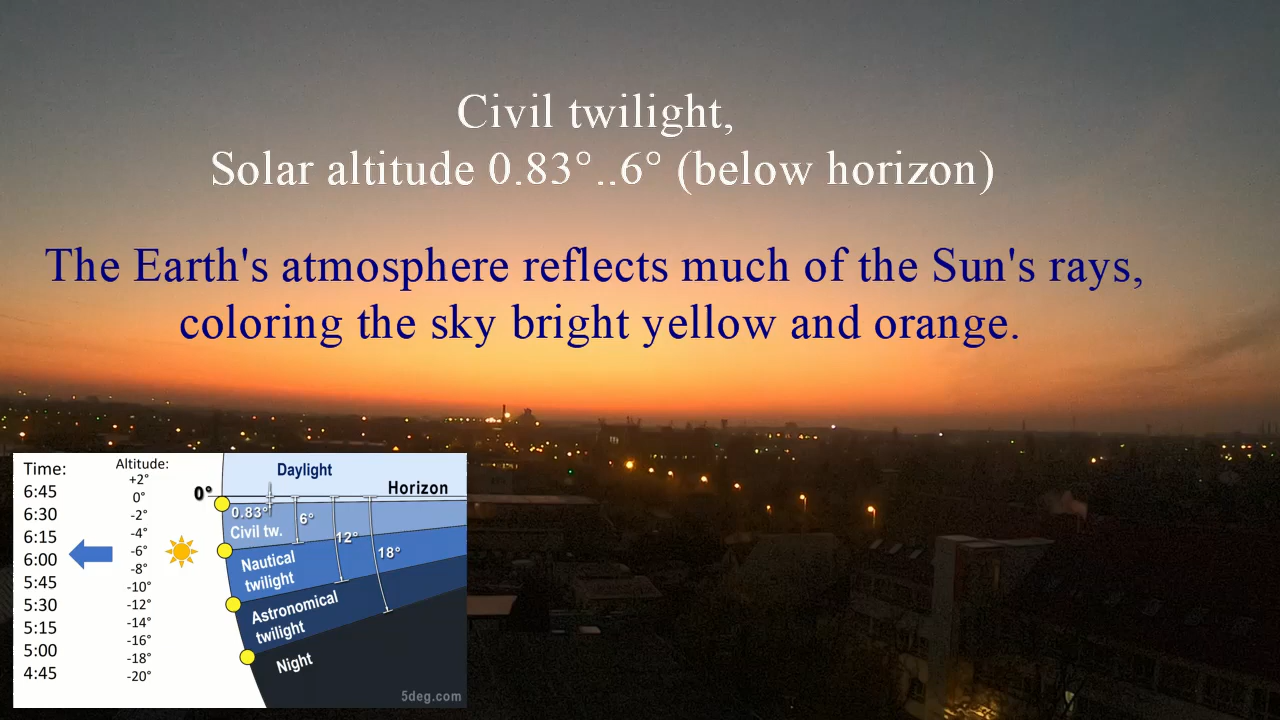 Civil twilight,
Solar altitude 0.83°..6° (below horizon)
The Earth's atmosphere reflects much of the Sun's rays,
coloring the sky bright yellow and orange.
Time:
6:45
6:30
6:15
6:00
5:45
5:30
5:15
5:00
4:45
Altitude:
+2°
0°
-2°
-4°
-6°
-8°
-10°
-12°
-14°
-16°
-18°
-20°
Daylight
0°
Horizon
0.83°
6°
12°
18°
Civil tw.
Nautical
twilight
Astronomical
twilight
Night
5deg.com